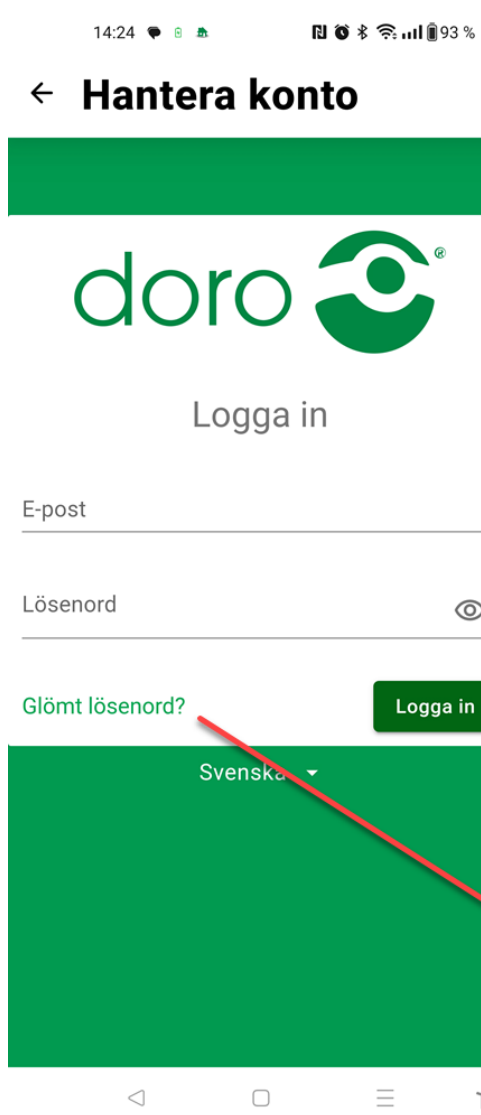 14:24 93 %
Hantera konto
doro®
Logga in
E-post
Lösenord
Glömt lösenord?
Logga in
Svenska